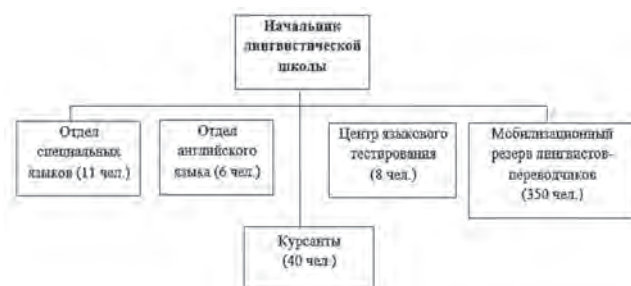 Начальник
лингвистической
школы
Отдел
специальных
языков (11 чел.)
Отдел
английского
языка (6 чел.)
Центр языкового
тестирования
(8 чел.)
Мобилизационный
резерв лингвистов-
переводчиков
(350 чел.)
Курсанты
(40 чел.)